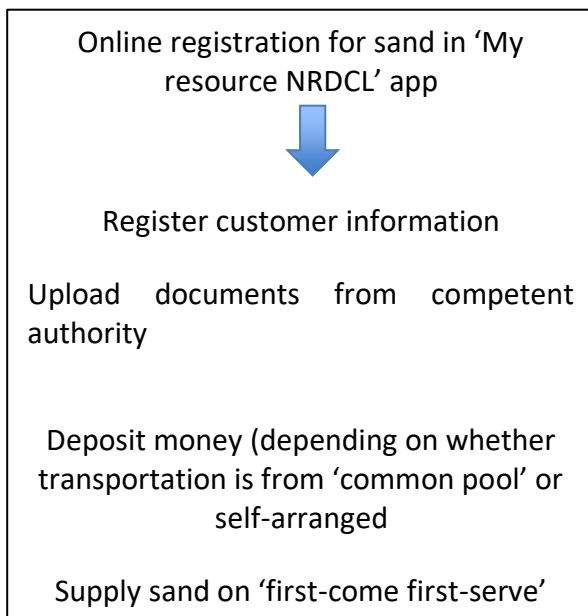 Online registration for sand in ‘My
resource NRDCL’ app
Register customer information
Upload documents from competent
authority
Deposit money (depending on whether
transportation is from ‘common pool’ or
self-arranged
Supply sand on ‘first-come first-serve’